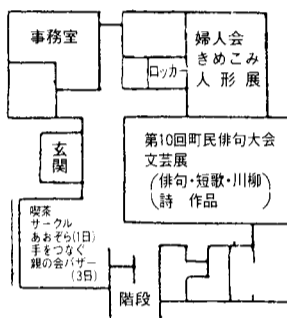 事務室
婦人会
きめこみ
人形展
ロッカー
玄関
第10回町民俳句大会
文芸展
(俳句・短歌・川柳
詩 作品)
喫茶
サークル
あおぞら(1日)
手をつなぐ
親の会バザー
(3日)
階段